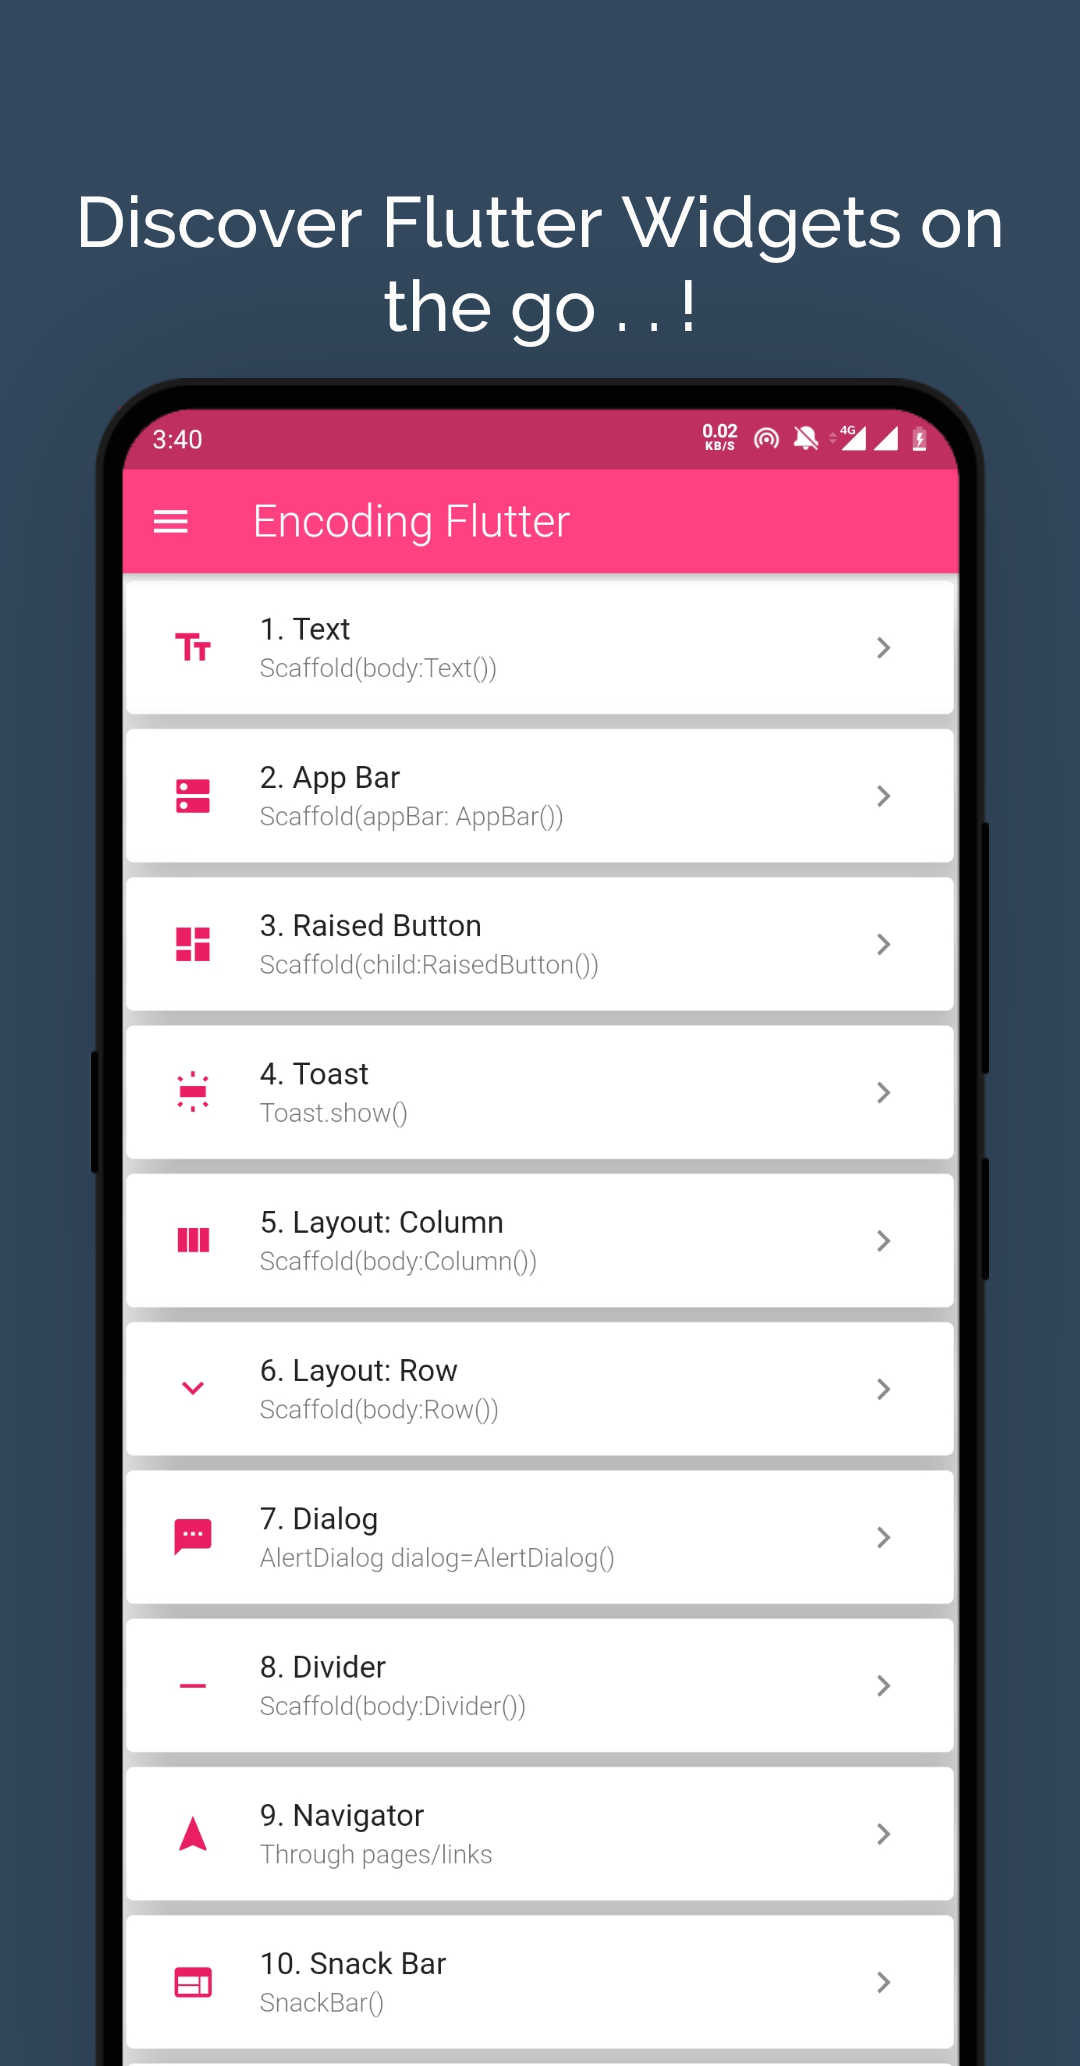 Discover Flutter Widgets on
the go . . !
3:40
0.02
KB/S
4G
Encoding Flutter
1. Text
Scaffold(body:Text())
2. App Bar
Scaffold(appBar: AppBar())
3. Raised Button
Scaffold(child:RaisedButton())
4. Toast
Toast.show()
5. Layout: Column
Scaffold(body:Column())
6. Layout: Row
Scaffold(body:Row())
7. Dialog
AlertDialog dialog=AlertDialog()
8. Divider
Scaffold(body:Divider())
9. Navigator
Through pages/links
10. Snack Bar
SnackBar()